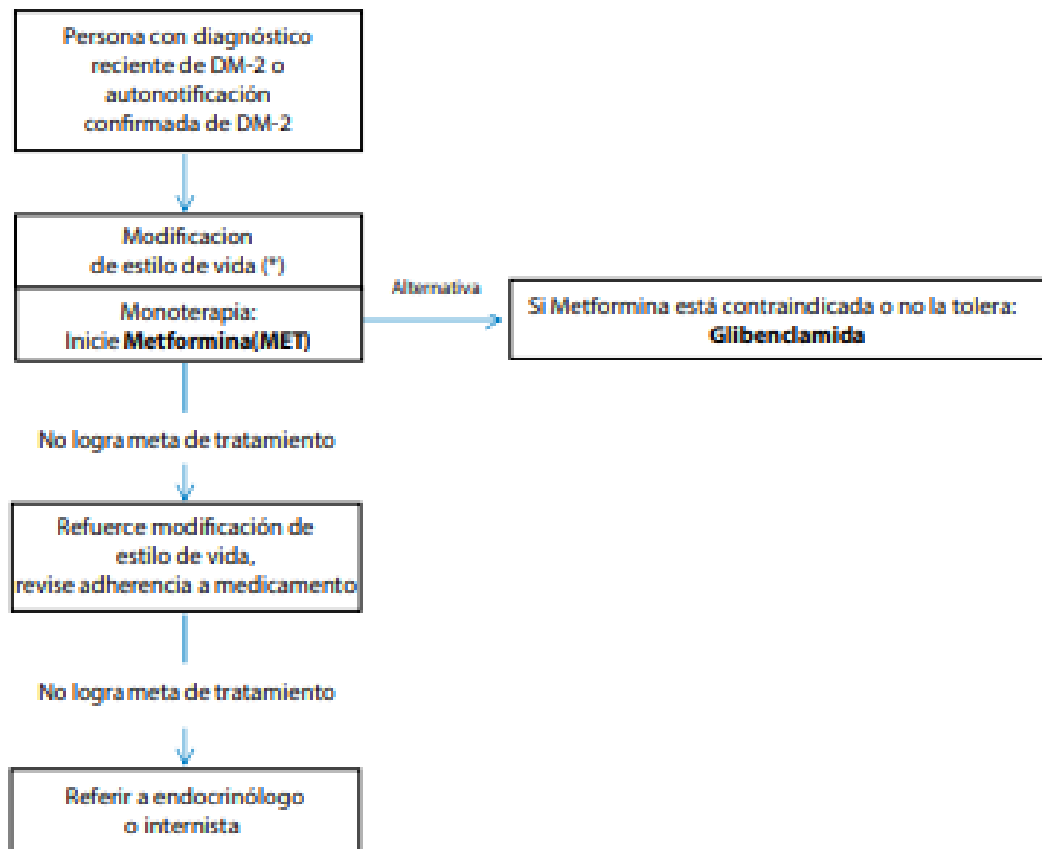 Persona con diagnóstico
reciente de DM-2 o
autonotificación
confirmada de DM-2
Modificacion
de estilo de vida (*)
Monoterapia:
Inicie Metformina(MET)
Alternativa
Si Metformina está contraindicada o no la tolera:
Glibenclamida
No logra meta de tratamiento
Refuerce modificación de
estilo de vida,
revise adherencia a medicamento
No logra meta de tratamiento
Referir a endocrinólogo
o internista